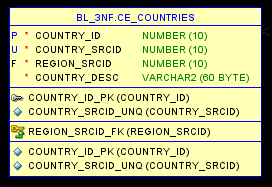 BL_3NF.CE_COUNTRIES
P * COUNTRY_ID NUMBER (10)
U * COUNTRY_SRCID NUMBER (10)
F * REGION_SRCID NUMBER (10)
* COUNTRY_DESC VARCHAR2 (60 BYTE)
COUNTRY_ID_PK (COUNTRY_ID)
COUNTRY_SRCID_UNQ (COUNTRY_SRCID)
REGION_SRCID_FK (REGION_SRCID)
COUNTRY_ID_PK (COUNTRY_ID)
COUNTRY_SRCID_UNQ (COUNTRY_SRCID)